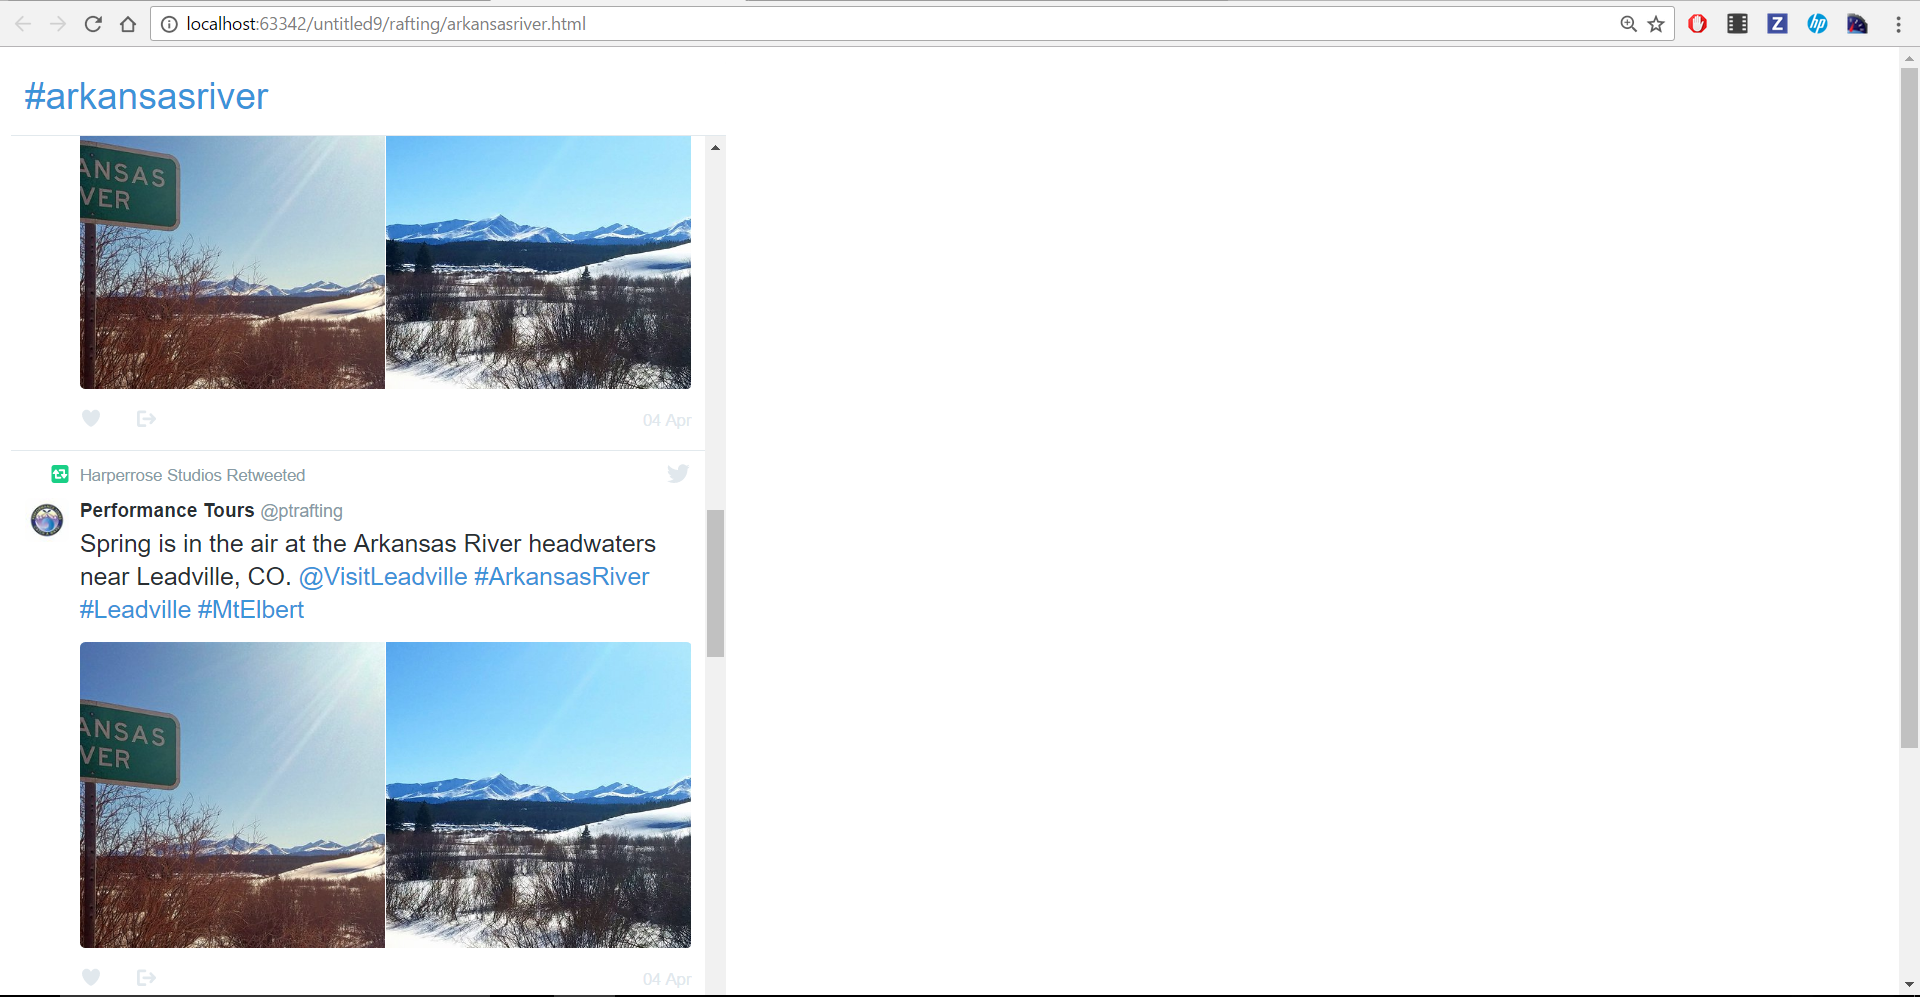 localhost:63342/untitled9/rafting/arkansasriver.html
Z
hp
#arkansasriver
ANSAS
VER
04 Apr
Harperrose Studios Retweeted
Performance Tours @ptrafting
Spring is in the air at the Arkansas River headwaters
near Leadville, CO. @VisitLeadville #ArkansasRiver
#Leadville #MtElbert
ANSAS
VER
04 Apr